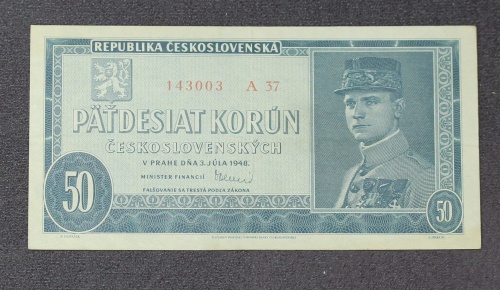 REPUBLIKA ČESKOSLOVENSKÁ
143003 A 37
PÄŤDESIAT KORÚN
ČESKOSLOVENSKÝCH
V PRAHE DŇA 3. JÚLA 1948.
MINISTER FINANCIÍ
FALŠOVANIE SA TRESTÁ PODĽA ZÁKONA
50
50